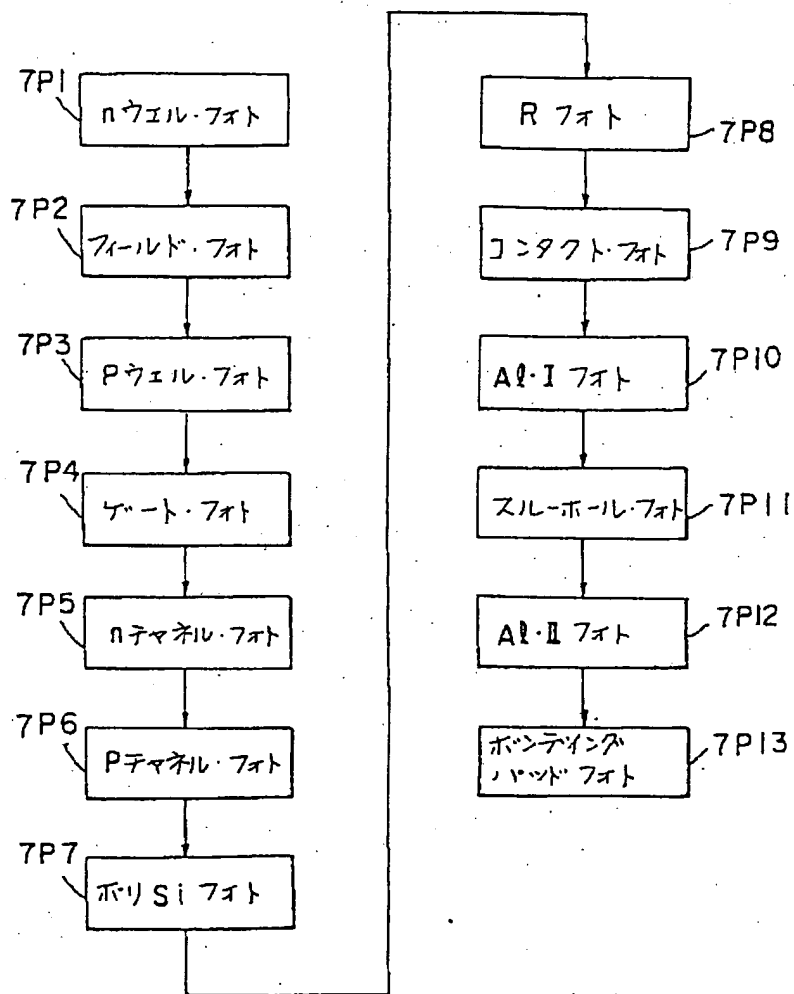 7P1
nウエル・フォト
7P2
フィールド・フォト
7P3
Pウエル・フォト
7P4
ゲート・フォト
7P5
nチャネル・フォト
7P6
Pチャネル・フォト
7P7
ポリSiフォト
Rフォト
7P8
コンタクト・フォト
7P9
Al・Iフォト
7P10
スルーホール・フォト
7P11
Al・IIフォト
7P12
ボンディング
パッドフォト
7P13